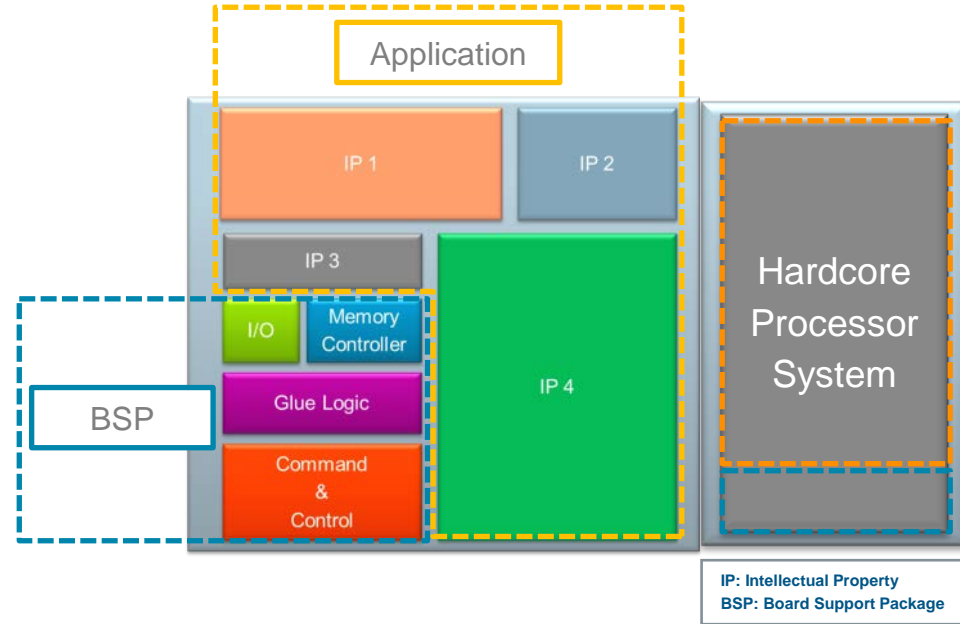 Application
IP 1
IP 2
IP 3
I/O
Memory
Controller
IP 4
Glue Logic
BSP
Command
&
Control
Hardcore
Processor
System
IP: Intellectual Property
BSP: Board Support Package